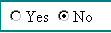 Yes No